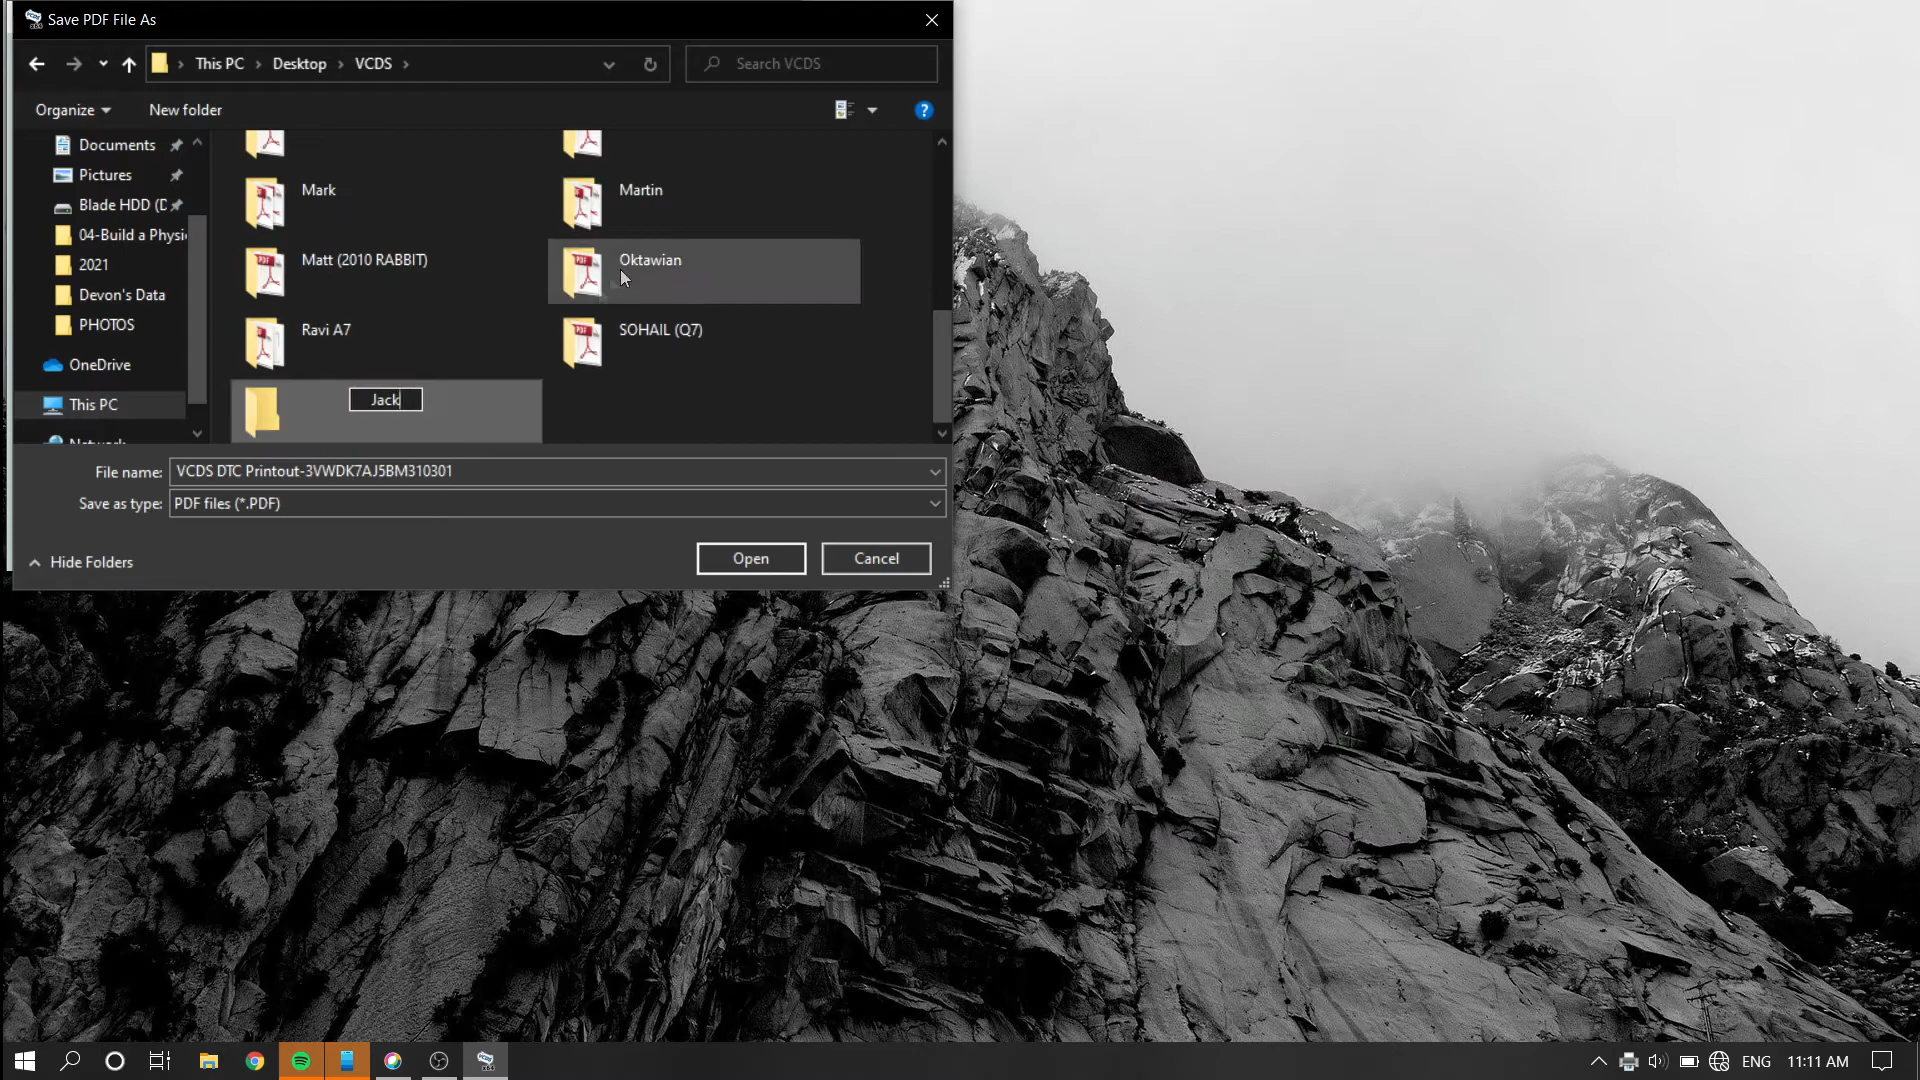 Save PDF File As
This PC
Desktop
VCDS
Search VCDS
Organize
New folder
?
Documents
Pictures
Blade HDD (D
04-Build a Physi
2021
Devon's Data
PHOTOS
OneDrive
This PC
Network
Mark
Martin
Matt (2010 RABBIT)
Oktawian
Ravi A7
SOHAIL (Q7)
Jack
File name: VCDS DTC Printout-3VWDK7AJ5BM310301
Save as type: PDF files (*.PDF)
Hide Folders
Open
Cancel
ENG
11:11 AM